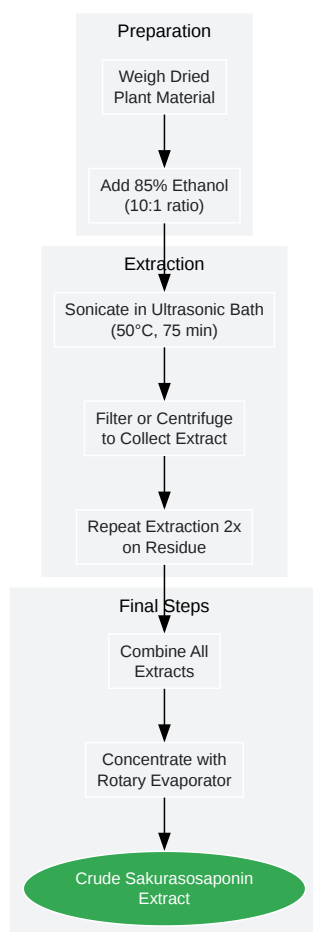 Preparation
Weigh Dried
Plant Material
Add 85% Ethanol
(10:1 ratio)
Extraction
Sonicate in Ultrasonic Bath
(50°C, 75 min)
Filter or Centrifuge
to Collect Extract
Repeat Extraction 2x
on Residue
Final Steps
Combine All
Extracts
Concentrate with
Rotary Evaporator
Crude Sakurasosaponin
Extract